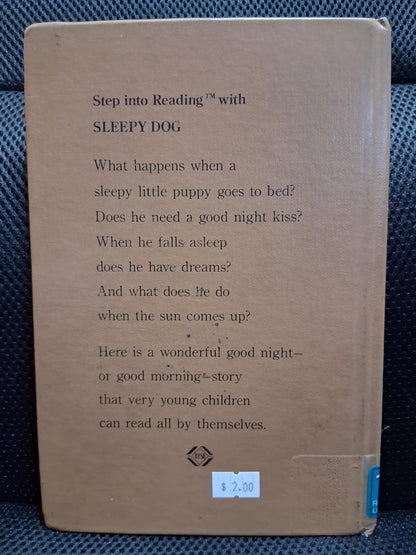 Step into Reading™ with
SLEEPY DOG
What happens when a
sleepy little puppy goes to bed?
Does he need a good night kiss?
When he falls asleep
does he have dreams?
And what does he do
when the sun comes up?
Here is a wonderful good night—
or good morning—story
that very young children
can read all by themselves.
$2.00